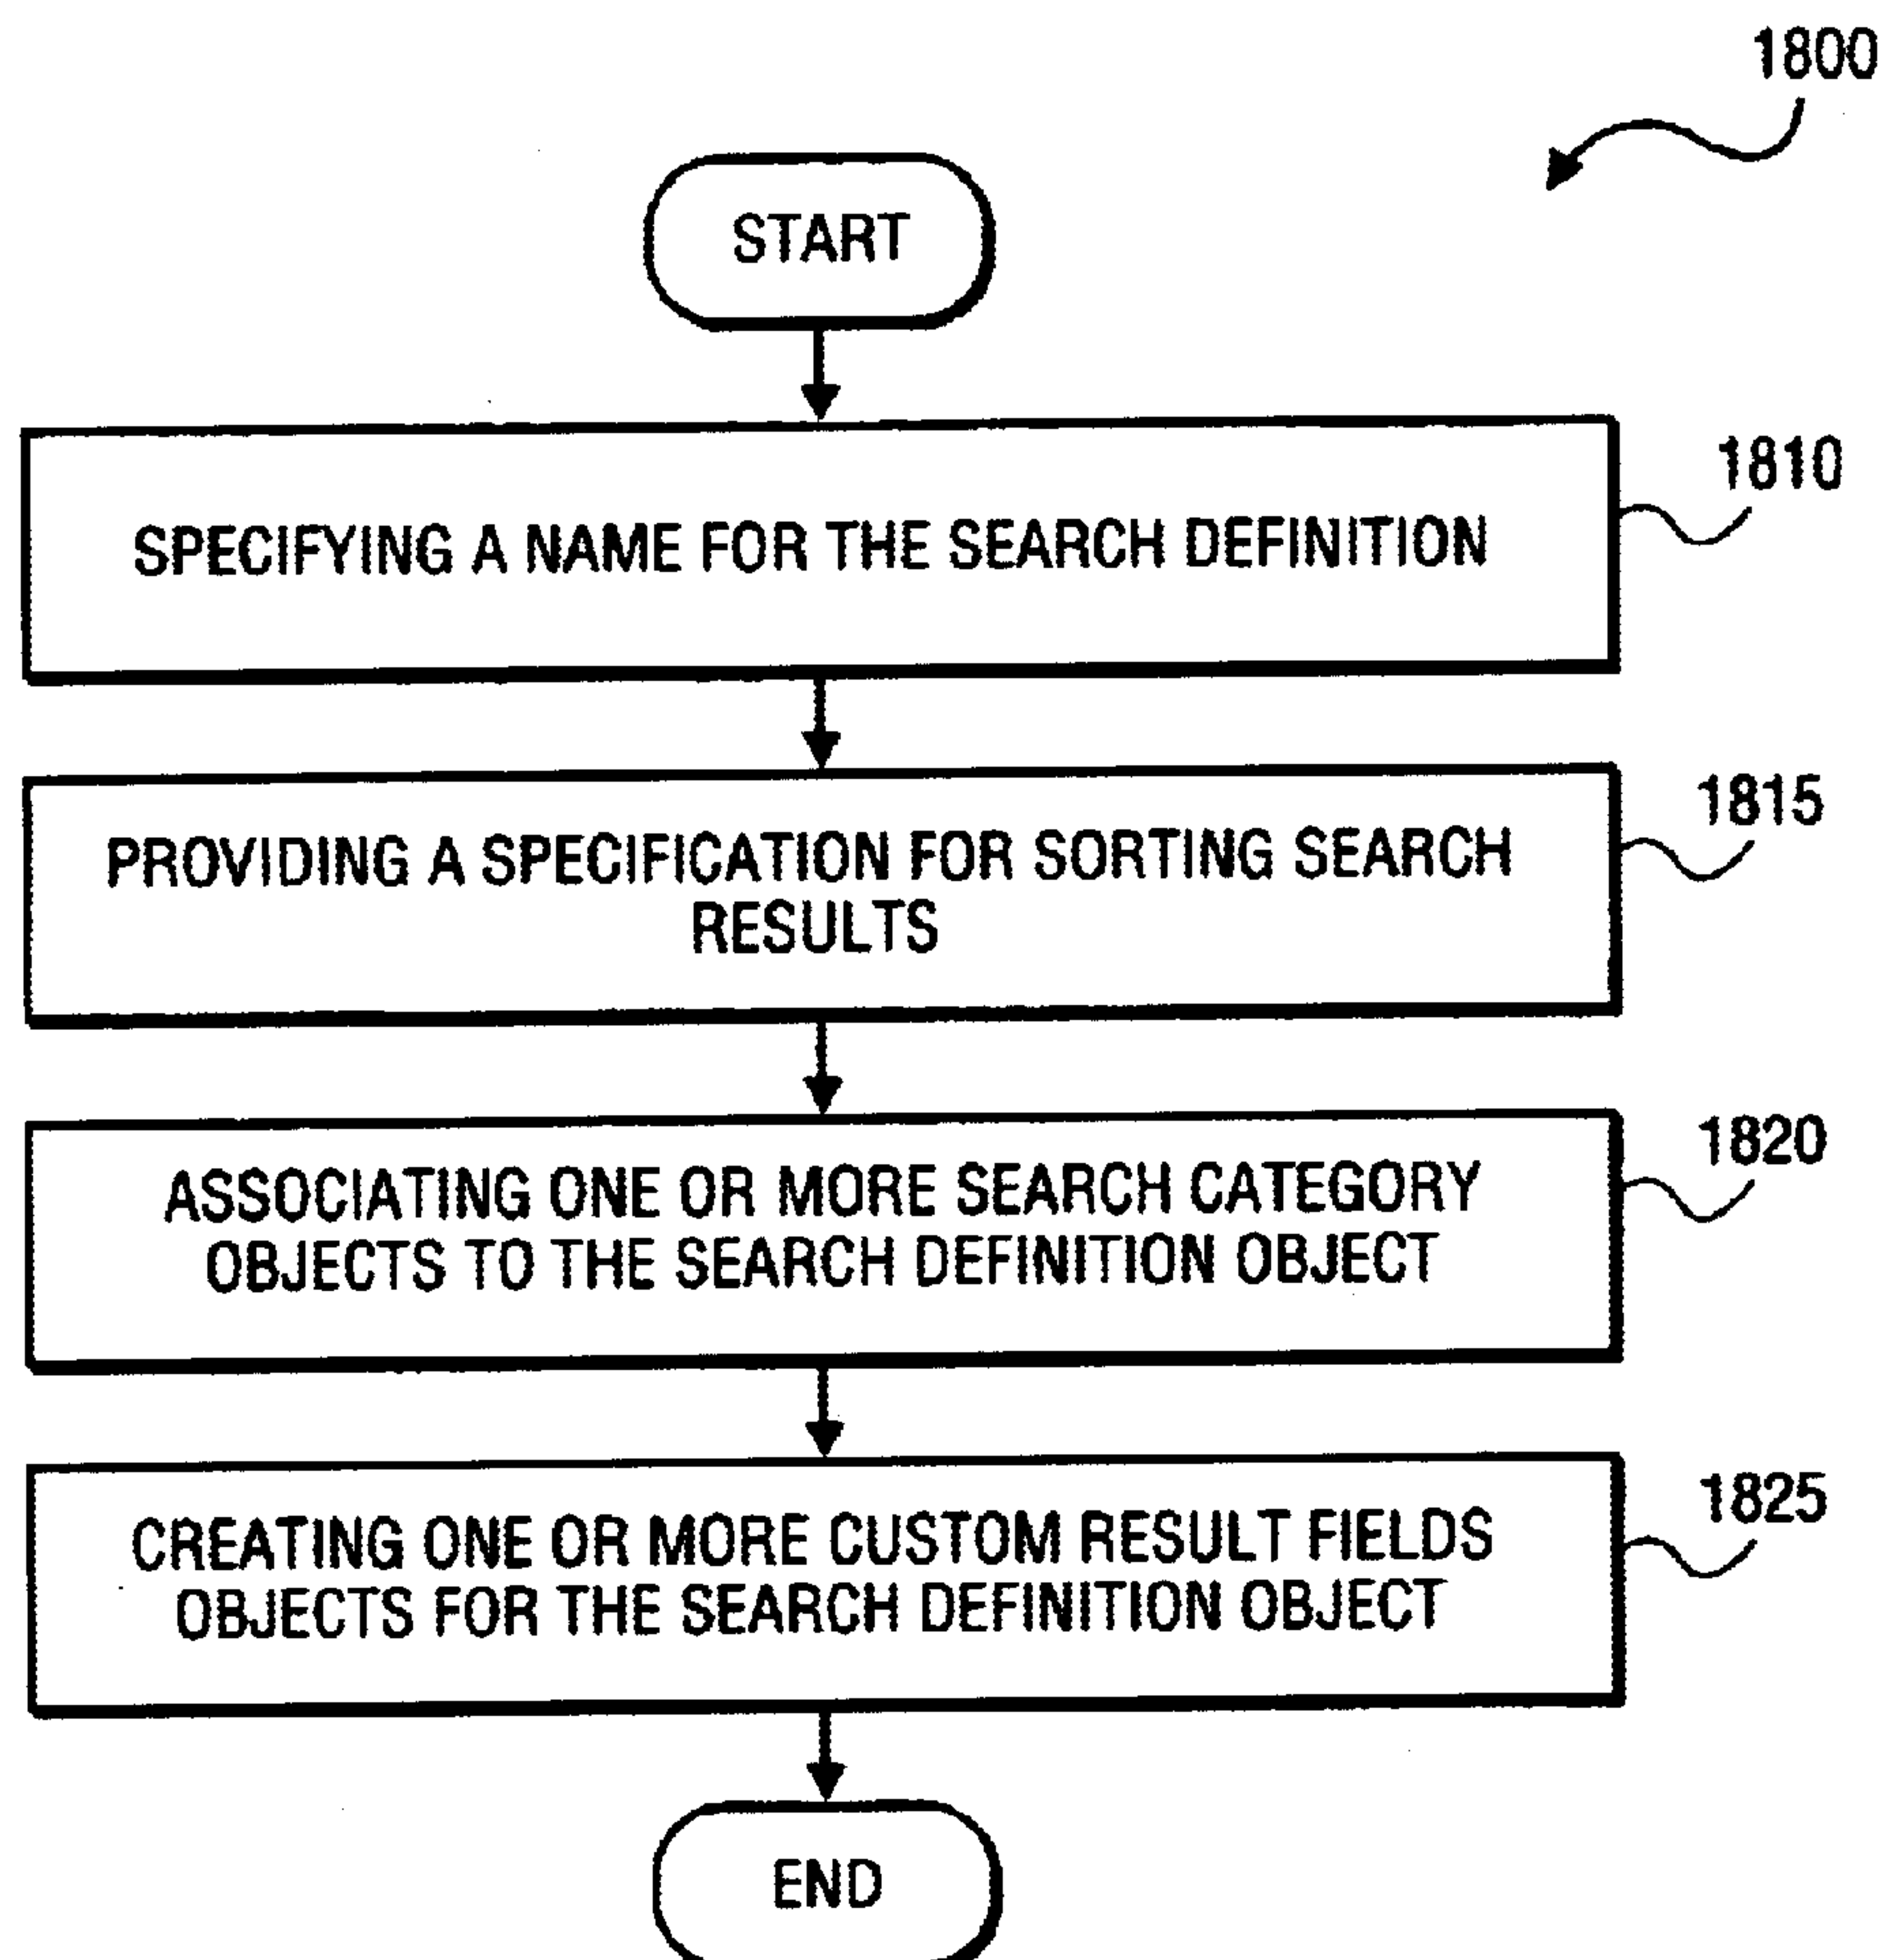 1800
START
SPECIFYING A NAME FOR THE SEARCH DEFINITION
1810
PROVIDING A SPECIFICATION FOR SORTING SEARCH
RESULTS
1815
ASSOCIATING ONE OR MORE SEARCH CATEGORY
OBJECTS TO THE SEARCH DEFINITION OBJECT
1820
CREATING ONE OR MORE CUSTOM RESULT FIELDS
OBJECTS FOR THE SEARCH DEFINITION OBJECT
1825
END